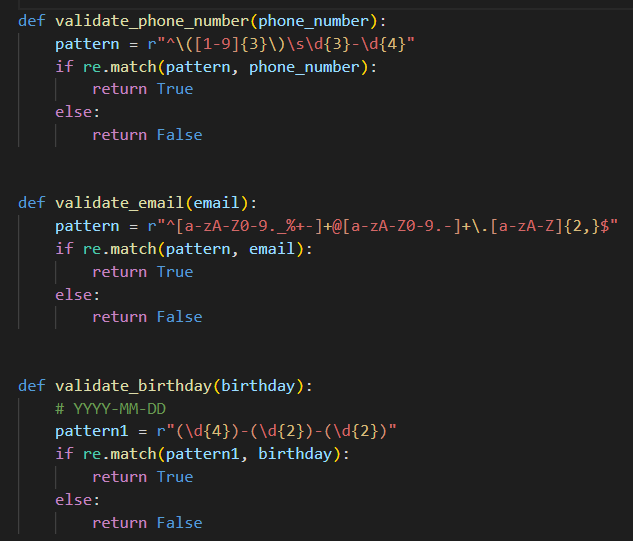 def validate_phone_number(phone_number):
    pattern = r"^\([1-9]{3}\)\s\d{3}-\d{4}"
    if re.match(pattern, phone_number):
        return True
    else:
        return False
def validate_email(email):
    pattern = r"^[a-zA-Z0-9._%+-]+@[a-zA-Z0-9.-]+\.[a-zA-Z]{2,}$"
    if re.match(pattern, email):
        return True
    else:
        return False
def validate_birthday(birthday):
    # YYYY-MM-DD
    pattern1 = r"(\d{4})-(\d{2})-(\d{2})"
    if re.match(pattern1, birthday):
        return True
    else:
        return False